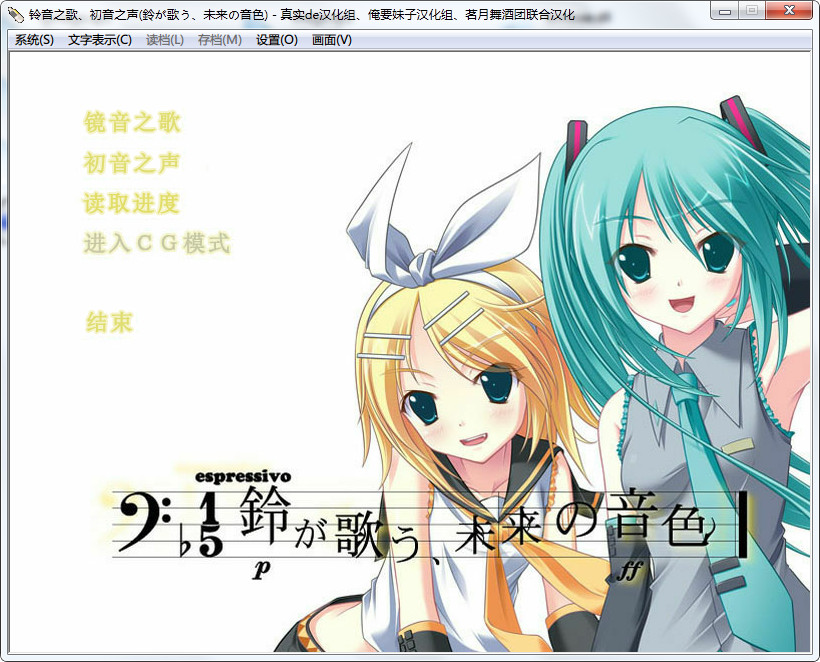 铃音之歌、初音之声(鈴が歌う、未来の音色) - 真实de汉化组、俺要妹子汉化组、茗月舞酒团联合汉化
系统(S) 文字表示(C) 读档(L) 存档(M) 设置(O) 画面(V)
镜音之歌
初音之声
读取进度
进入ＣＧ模式
结束
espressivo
1
5
鈴が歌う、未来の音色
p ff